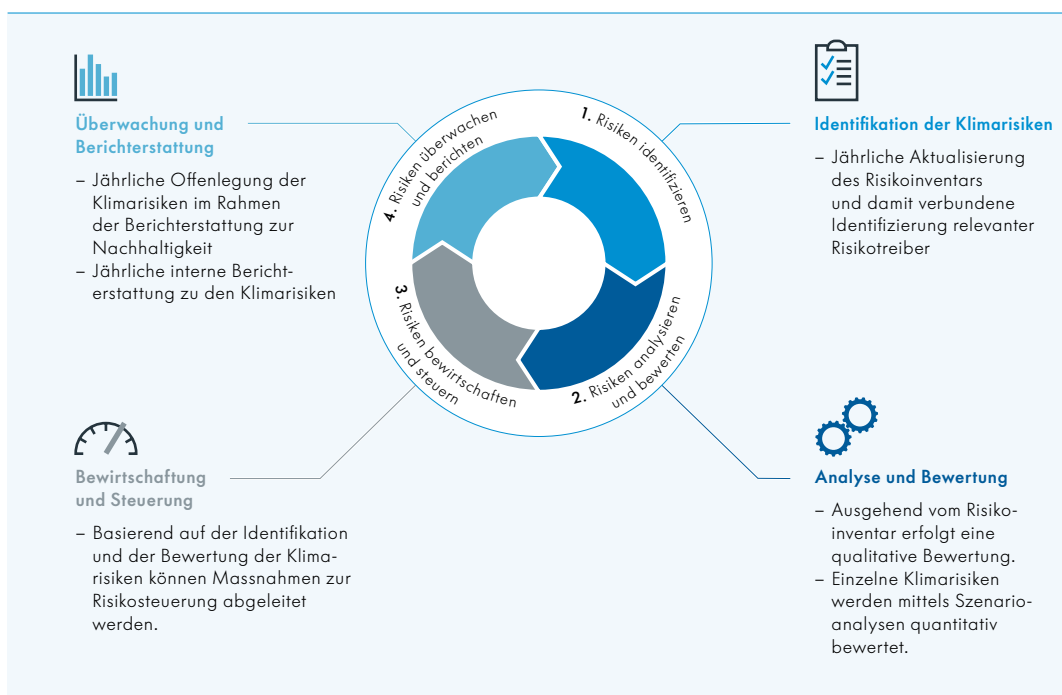 Überwachung und
Berichterstattung
– Jährliche Offenlegung der
Klimarisiken im Rahmen
der Berichterstattung zur
Nachhaltigkeit
– Jährliche interne Bericht-
erstattung zu den Klimarisiken
1. Risiken identifizieren
2. Risiken analysieren
und bewerten
3. Risiken bewirtschaften
und steuern
4. Risiken überwachen
und berichten
Identifikation der Klimarisiken
– Jährliche Aktualisierung
des Risikoinventars
und damit verbundene
Identifizierung relevanter
Risikotreiber
Bewirtschaftung
und Steuerung
– Basierend auf der Identifikation
und der Bewertung der Klima-
risiken können Massnahmen zur
Risikosteuerung abgeleitet
werden.
Analyse und Bewertung
– Ausgehend vom Risiko-
inventar erfolgt eine
qualitative Bewertung.
– Einzelne Klimarisiken
werden mittels Szenario-
analysen quantitativ
bewertet.